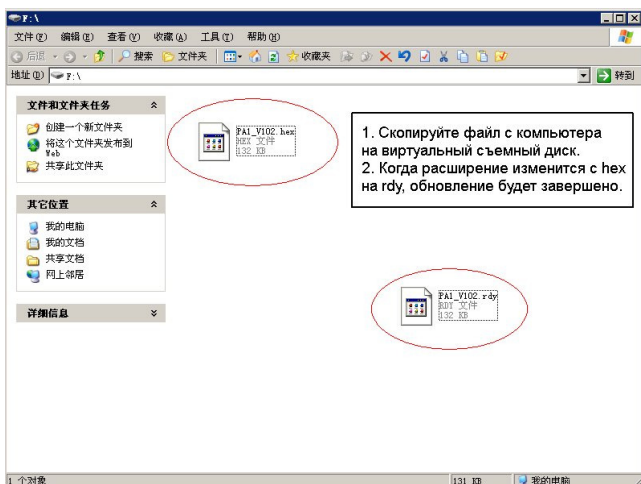 F:\
文件(F) 编辑(E) 查看(V) 收藏(A) 工具(T) 帮助(H)
后退 搜索 文件夹 收藏夹
地址(D) F:\ 转到
文件和文件夹任务
创建一个新文件夹
将这个文件夹发布到
Web
共享此文件夹
其它位置
我的电脑
我的文档
共享文档
网上邻居
详细信息
PA1_V102.hex
HEX 文件
132 KB
1. Скопируйте файл с компьютера
на виртуальный съемный диск.
2. Когда расширение изменится с hex
на rdy, обновление будет завершено.
PA1_V102.rdy
RDY 文件
132 KB
1 个对象 131 KB 我的电脑